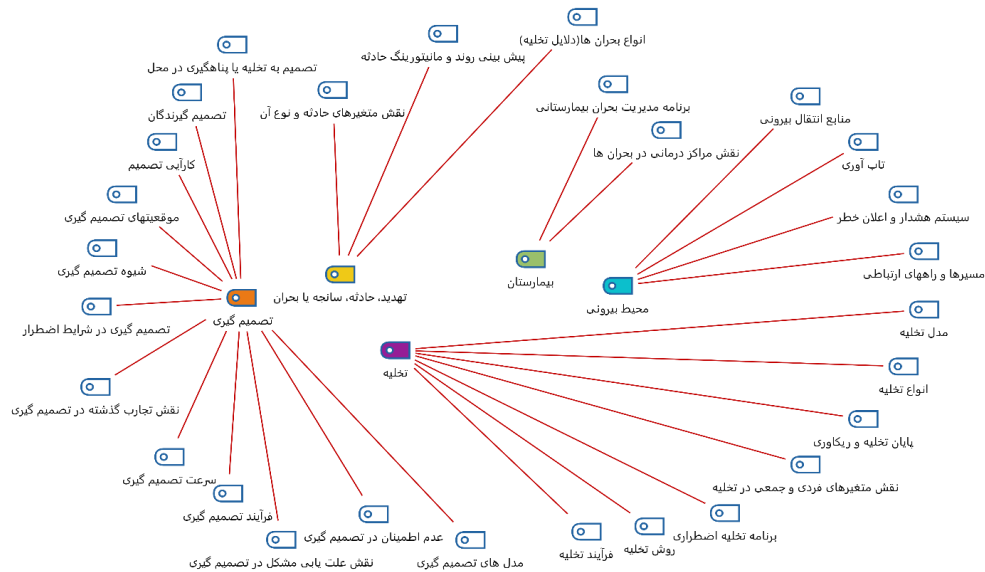 انواع بحران ها(دلایل تخلیه)
پیش بینی روند و مانیتورینگ حادثه
تصمیم به تخلیه یا پناهگیری در محل
برنامه مدیریت بحران بیمارستانی
نقش متغیرهای حادثه و نوع آن
تصمیم گیرندگان
منابع انتقال بیرونی
نقش مراکز درمانی در بحران ها
کارآیی تصمیم
تاب آوری
موقعیتهای تصمیم گیری
سیستم هشدار و اعلان خطر
شیوه تصمیم گیری
مسیرها و راههای ارتباطی
بیمارستان
تهدید، حادثه، سانحه یا بحران
محیط بیرونی
تصمیم گیری
تصمیم گیری در شرایط اضطرار
مدل تخلیه
تخلیه
انواع تخلیه
نقش تجارب گذشته در تصمیم گیری
پایان تخلیه و ریکاوری
سرعت تصمیم گیری
نقش متغیرهای فردی و جمعی در تخلیه
فرآیند تصمیم گیری
عدم اطمینان در تصمیم گیری
برنامه تخلیه اضطراری
روش تخلیه
فرآیند تخلیه
نقش علت یابی مشکل در تصمیم گیری
مدل های تصمیم گیری